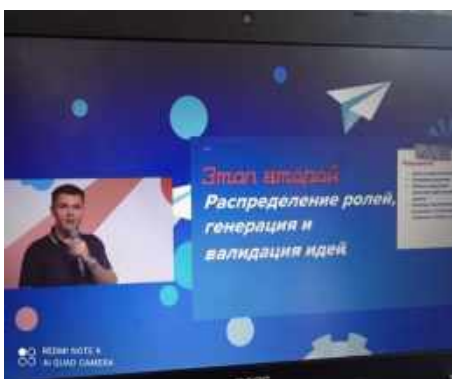 Этап второй
Распределение ролей,
генерация и
валидация идей
REDMI NOTE 8
AI QUAD CAMERA